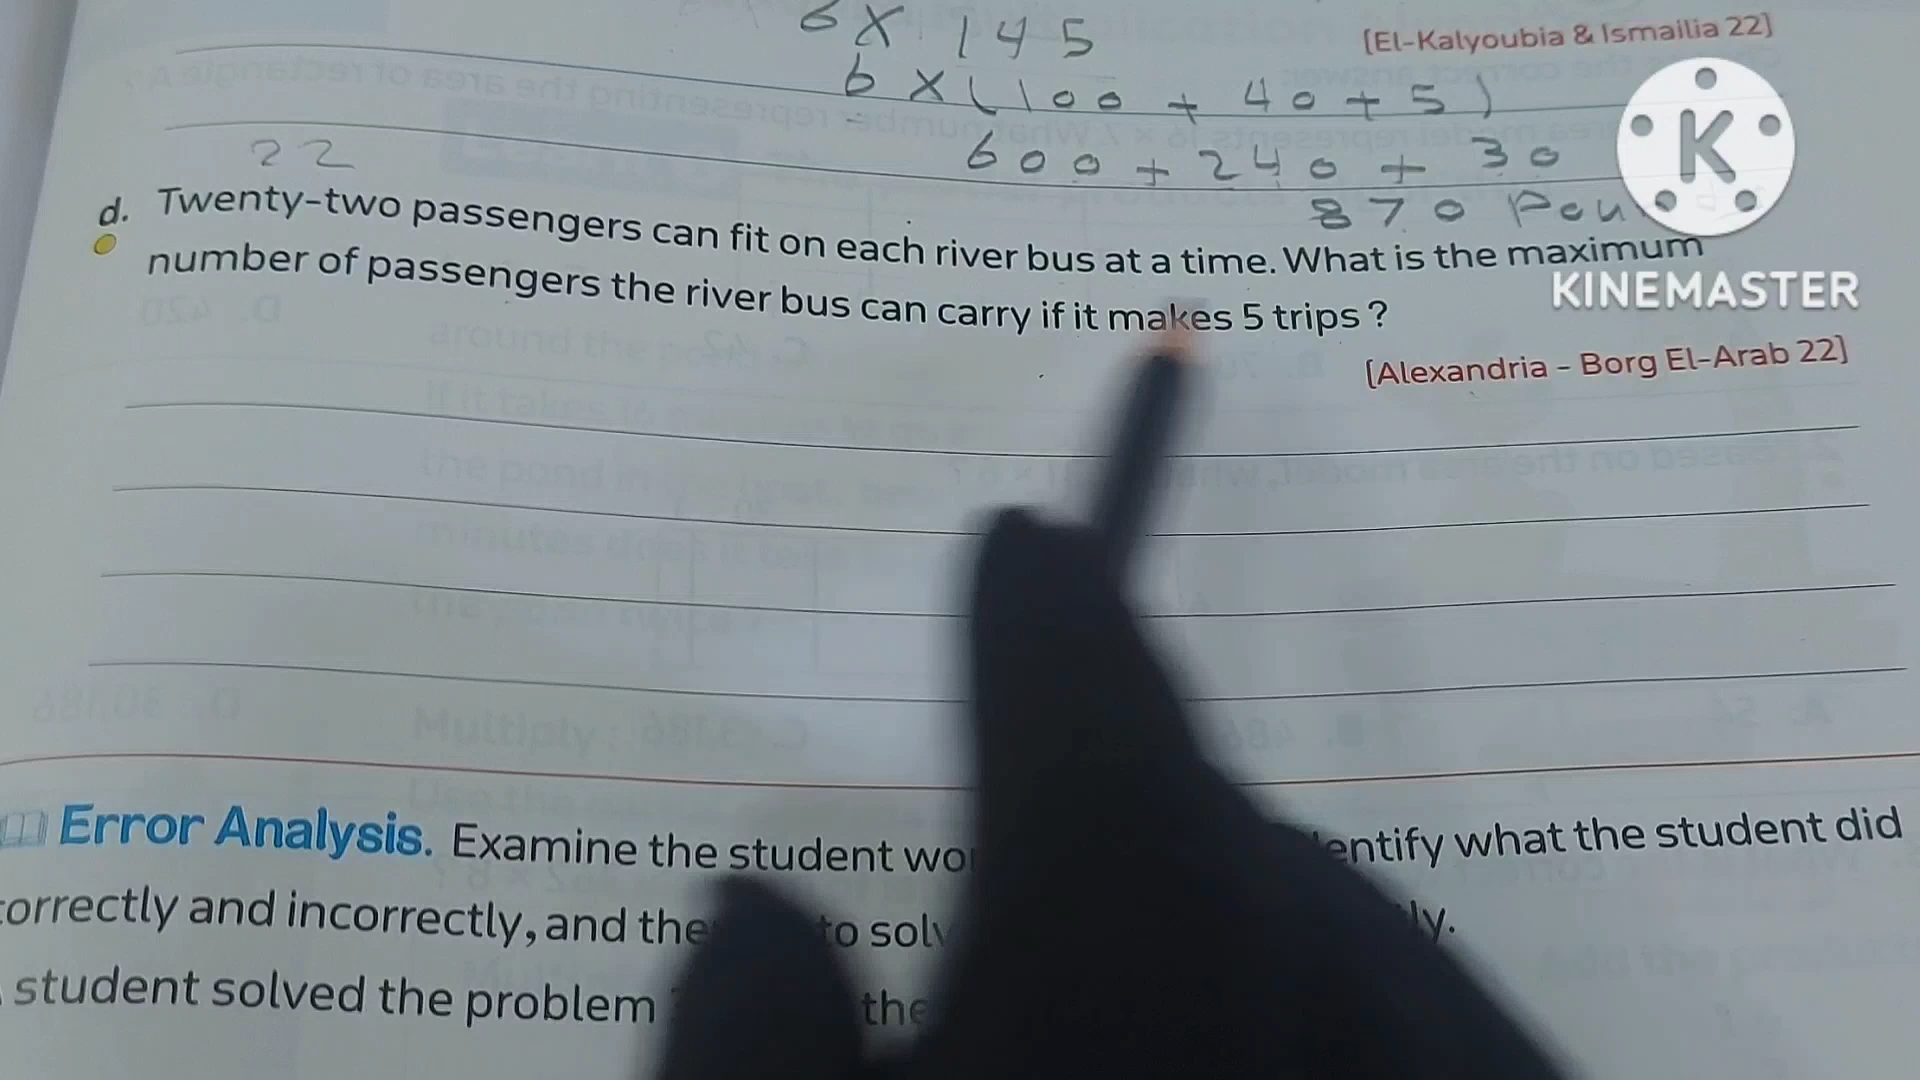 6 X 145
[El-Kalyoubia & Ismailia 22]
6 X (100 + 40 + 5)
600 + 240 + 30
22
870 Poun
K
KINEMASTER
d. Twenty-two passengers can fit on each river bus at a time. What is the maximum
number of passengers the river bus can carry if it makes 5 trips ?
[Alexandria - Borg El-Arab 22]
Error Analysis. Examine the student wo entify what the student did
correctly and incorrectly, and the to solv ly.
student solved the problem the